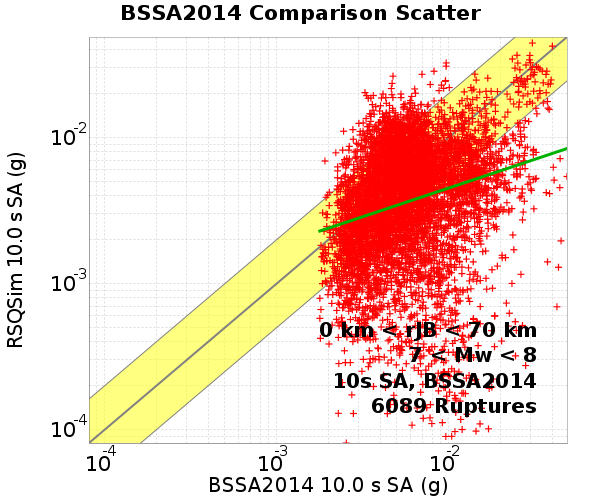 BSSA2014 Comparison Scatter
RSQSim 10.0 s SA (g)
10-2
10-3
10-4
0 km < rJB < 70 km
7 < Mw < 8
10s SA, BSSA2014
6089 Ruptures
10-4 10-3 10-2
BSSA2014 10.0 s SA (g)